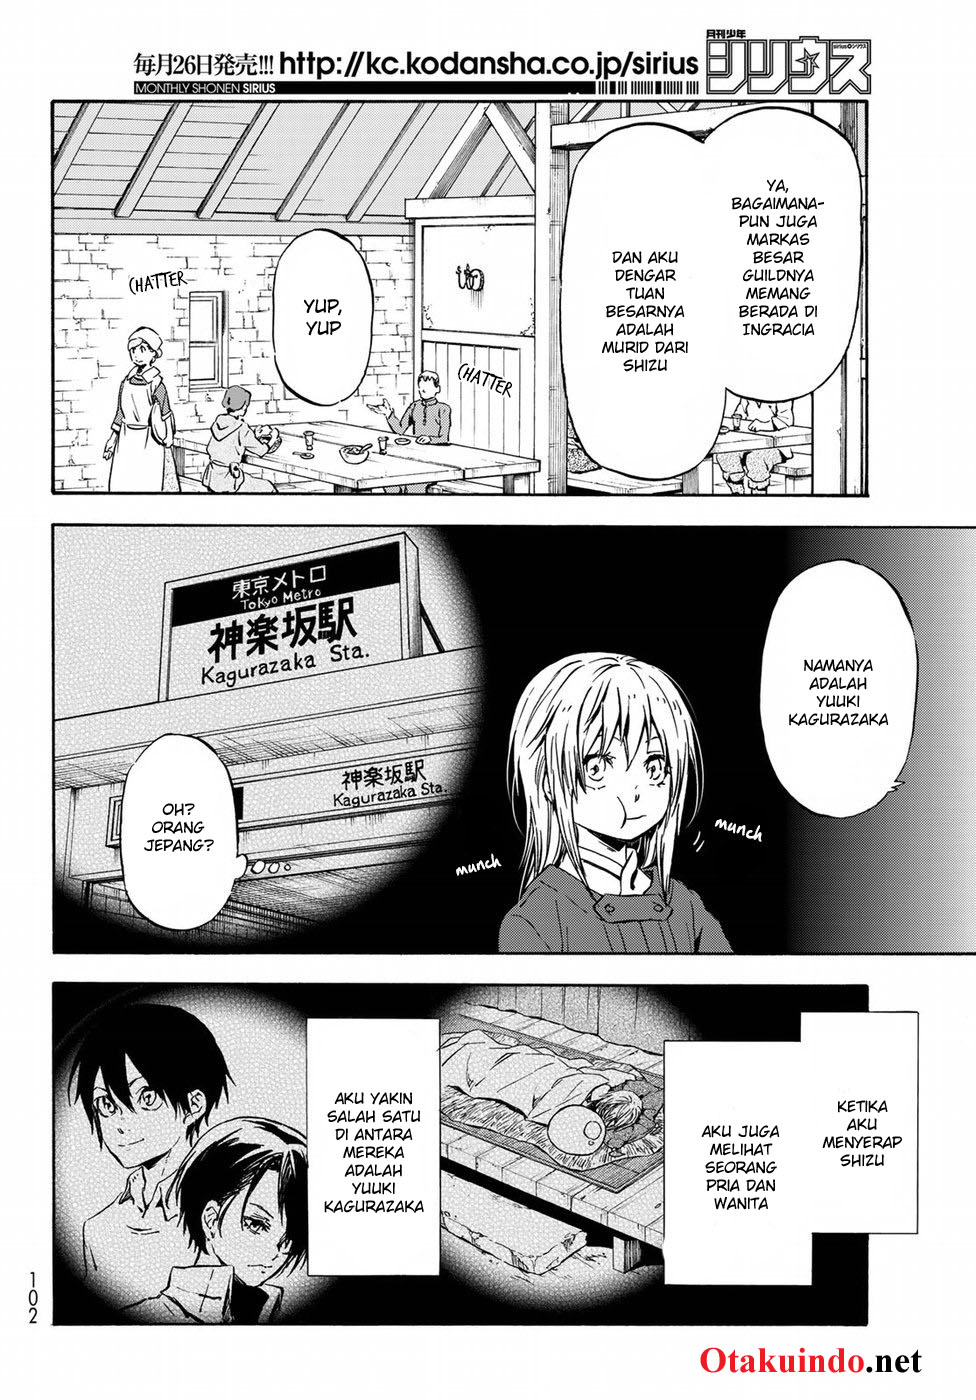 毎月26日発売!!! http://kc.kodansha.co.jp/sirius
MONTHLY SHONEN SIRIUS
月刊少年
シリウス
sirius シリウス
YA,
BAGAIMANA-
PUN JUGA
MARKAS
BESAR
GUILDNYA
MEMANG
BERADA DI
INGRACIA
DAN AKU
DENGAR
TUAN
BESARNYA
ADALAH
MURID DARI
SHIZU
YUP,
YUP
CHATTER
CHATTER
NAMANYA
ADALAH
YUUKI
KAGURAZAKA
東京メトロ
Tokyo Metro
神楽坂駅
Kagurazaka Sta.
神楽坂駅
Kagurazaka Sta.
munch
munch
OH?
ORANG
JEPANG?
KETIKA
AKU
MENYERAP
SHIZU
AKU JUGA
MELIHAT
SEORANG
PRIA DAN
WANITA
AKU YAKIN
SALAH SATU
DI ANTARA
MEREKA
ADALAH
YUUKI
KAGURAZAKA
102
Otakuindo.net